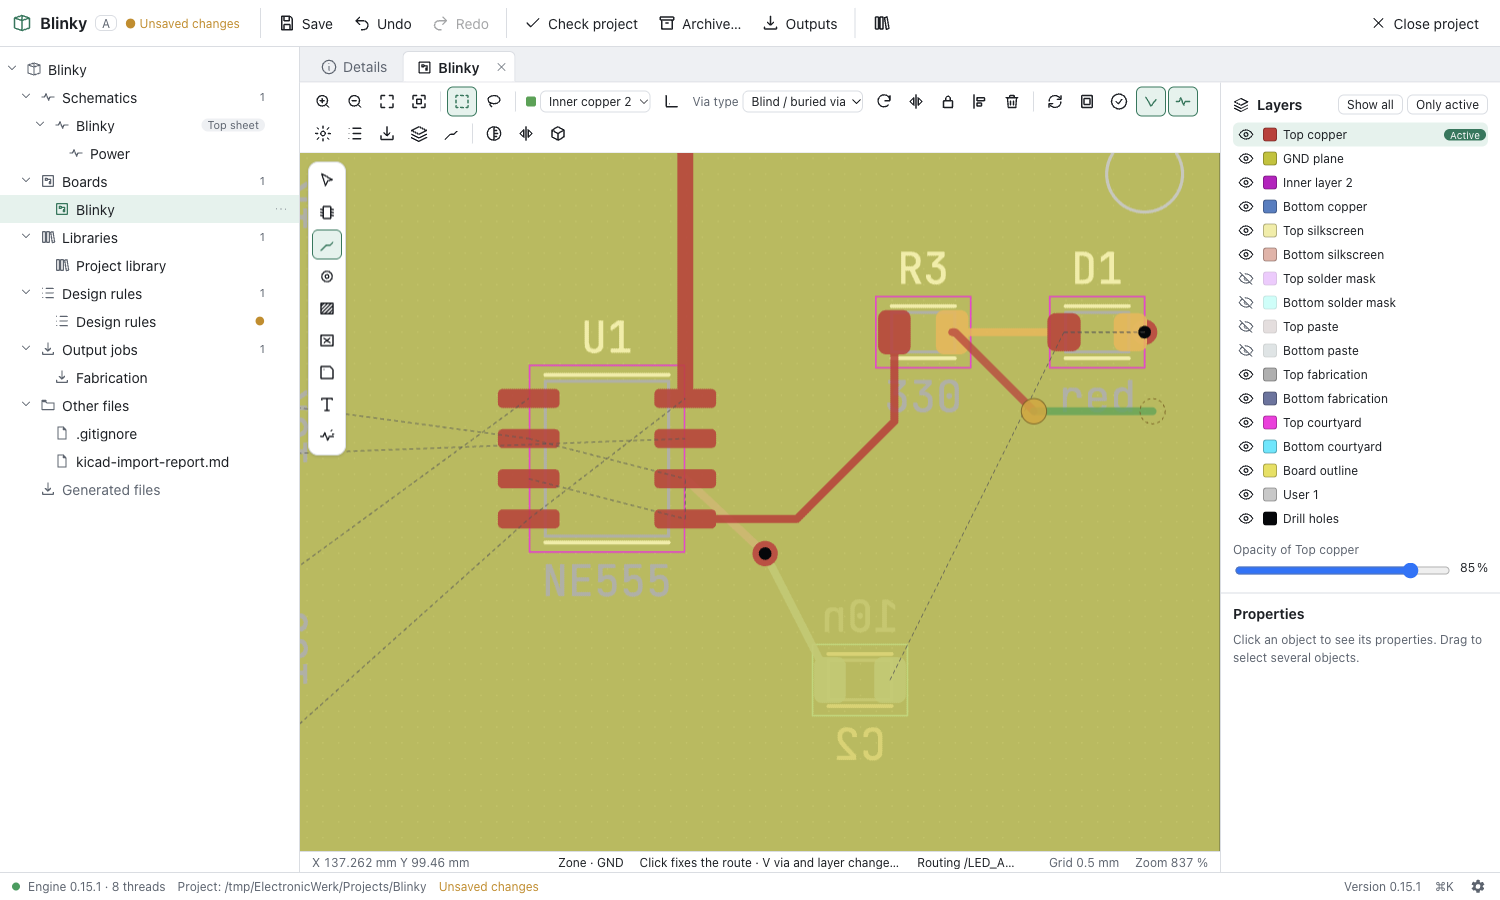 Blinky A Unsaved changes Save Undo Redo Check project Archive... Outputs Close project
Blinky
Schematics 1
Blinky Top sheet
Power
Boards 1
Blinky
Libraries 1
Project library
Design rules 1
Design rules
Output jobs 1
Fabrication
Other files
.gitignore
kicad-import-report.md
Generated files
Details Blinky
Inner copper 2 Via type Blind / buried via
R3 D1
U1
330 red
NE555
10n
C2
X 137.262 mm Y 99.46 mm Zone · GND Click fixes the route · V via and layer change... Routing /LED_A... Grid 0.5 mm Zoom 837 %
Layers Show all Only active
Top copper Active
GND plane
Inner layer 2
Bottom copper
Top silkscreen
Bottom silkscreen
Top solder mask
Bottom solder mask
Top paste
Bottom paste
Top fabrication
Bottom fabrication
Top courtyard
Bottom courtyard
Board outline
User 1
Drill holes
Opacity of Top copper
85 %
Properties
Click an object to see its properties. Drag to
select several objects.
Engine 0.15.1 · 8 threads Project: /tmp/ElectronicWerk/Projects/Blinky Unsaved changes Version 0.15.1 ⌘K